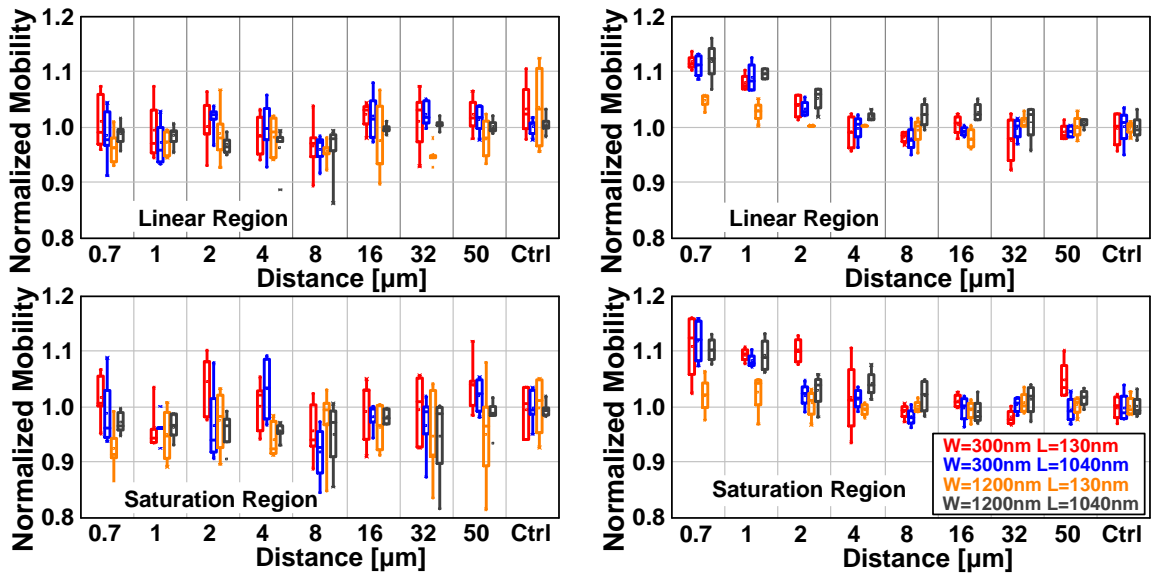 Normalized Mobility
1.2
1.1
1.0
0.9
0.8
Linear Region
0.7 1 2 4 8 16 32 50 Ctrl
Distance [µm]
Normalized Mobility
1.2
1.1
1.0
0.9
0.8
Linear Region
0.7 1 2 4 8 16 32 50 Ctrl
Distance [µm]
Normalized Mobility
1.2
1.1
1.0
0.9
0.8
Saturation Region
0.7 1 2 4 8 16 32 50 Ctrl
Distance [µm]
Normalized Mobility
1.2
1.1
1.0
0.9
0.8
W=300nm L=130nm
W=300nm L=1040nm
W=1200nm L=130nm
W=1200nm L=1040nm
Saturation Region
0.7 1 2 4 8 16 32 50 Ctrl
Distance [µm]